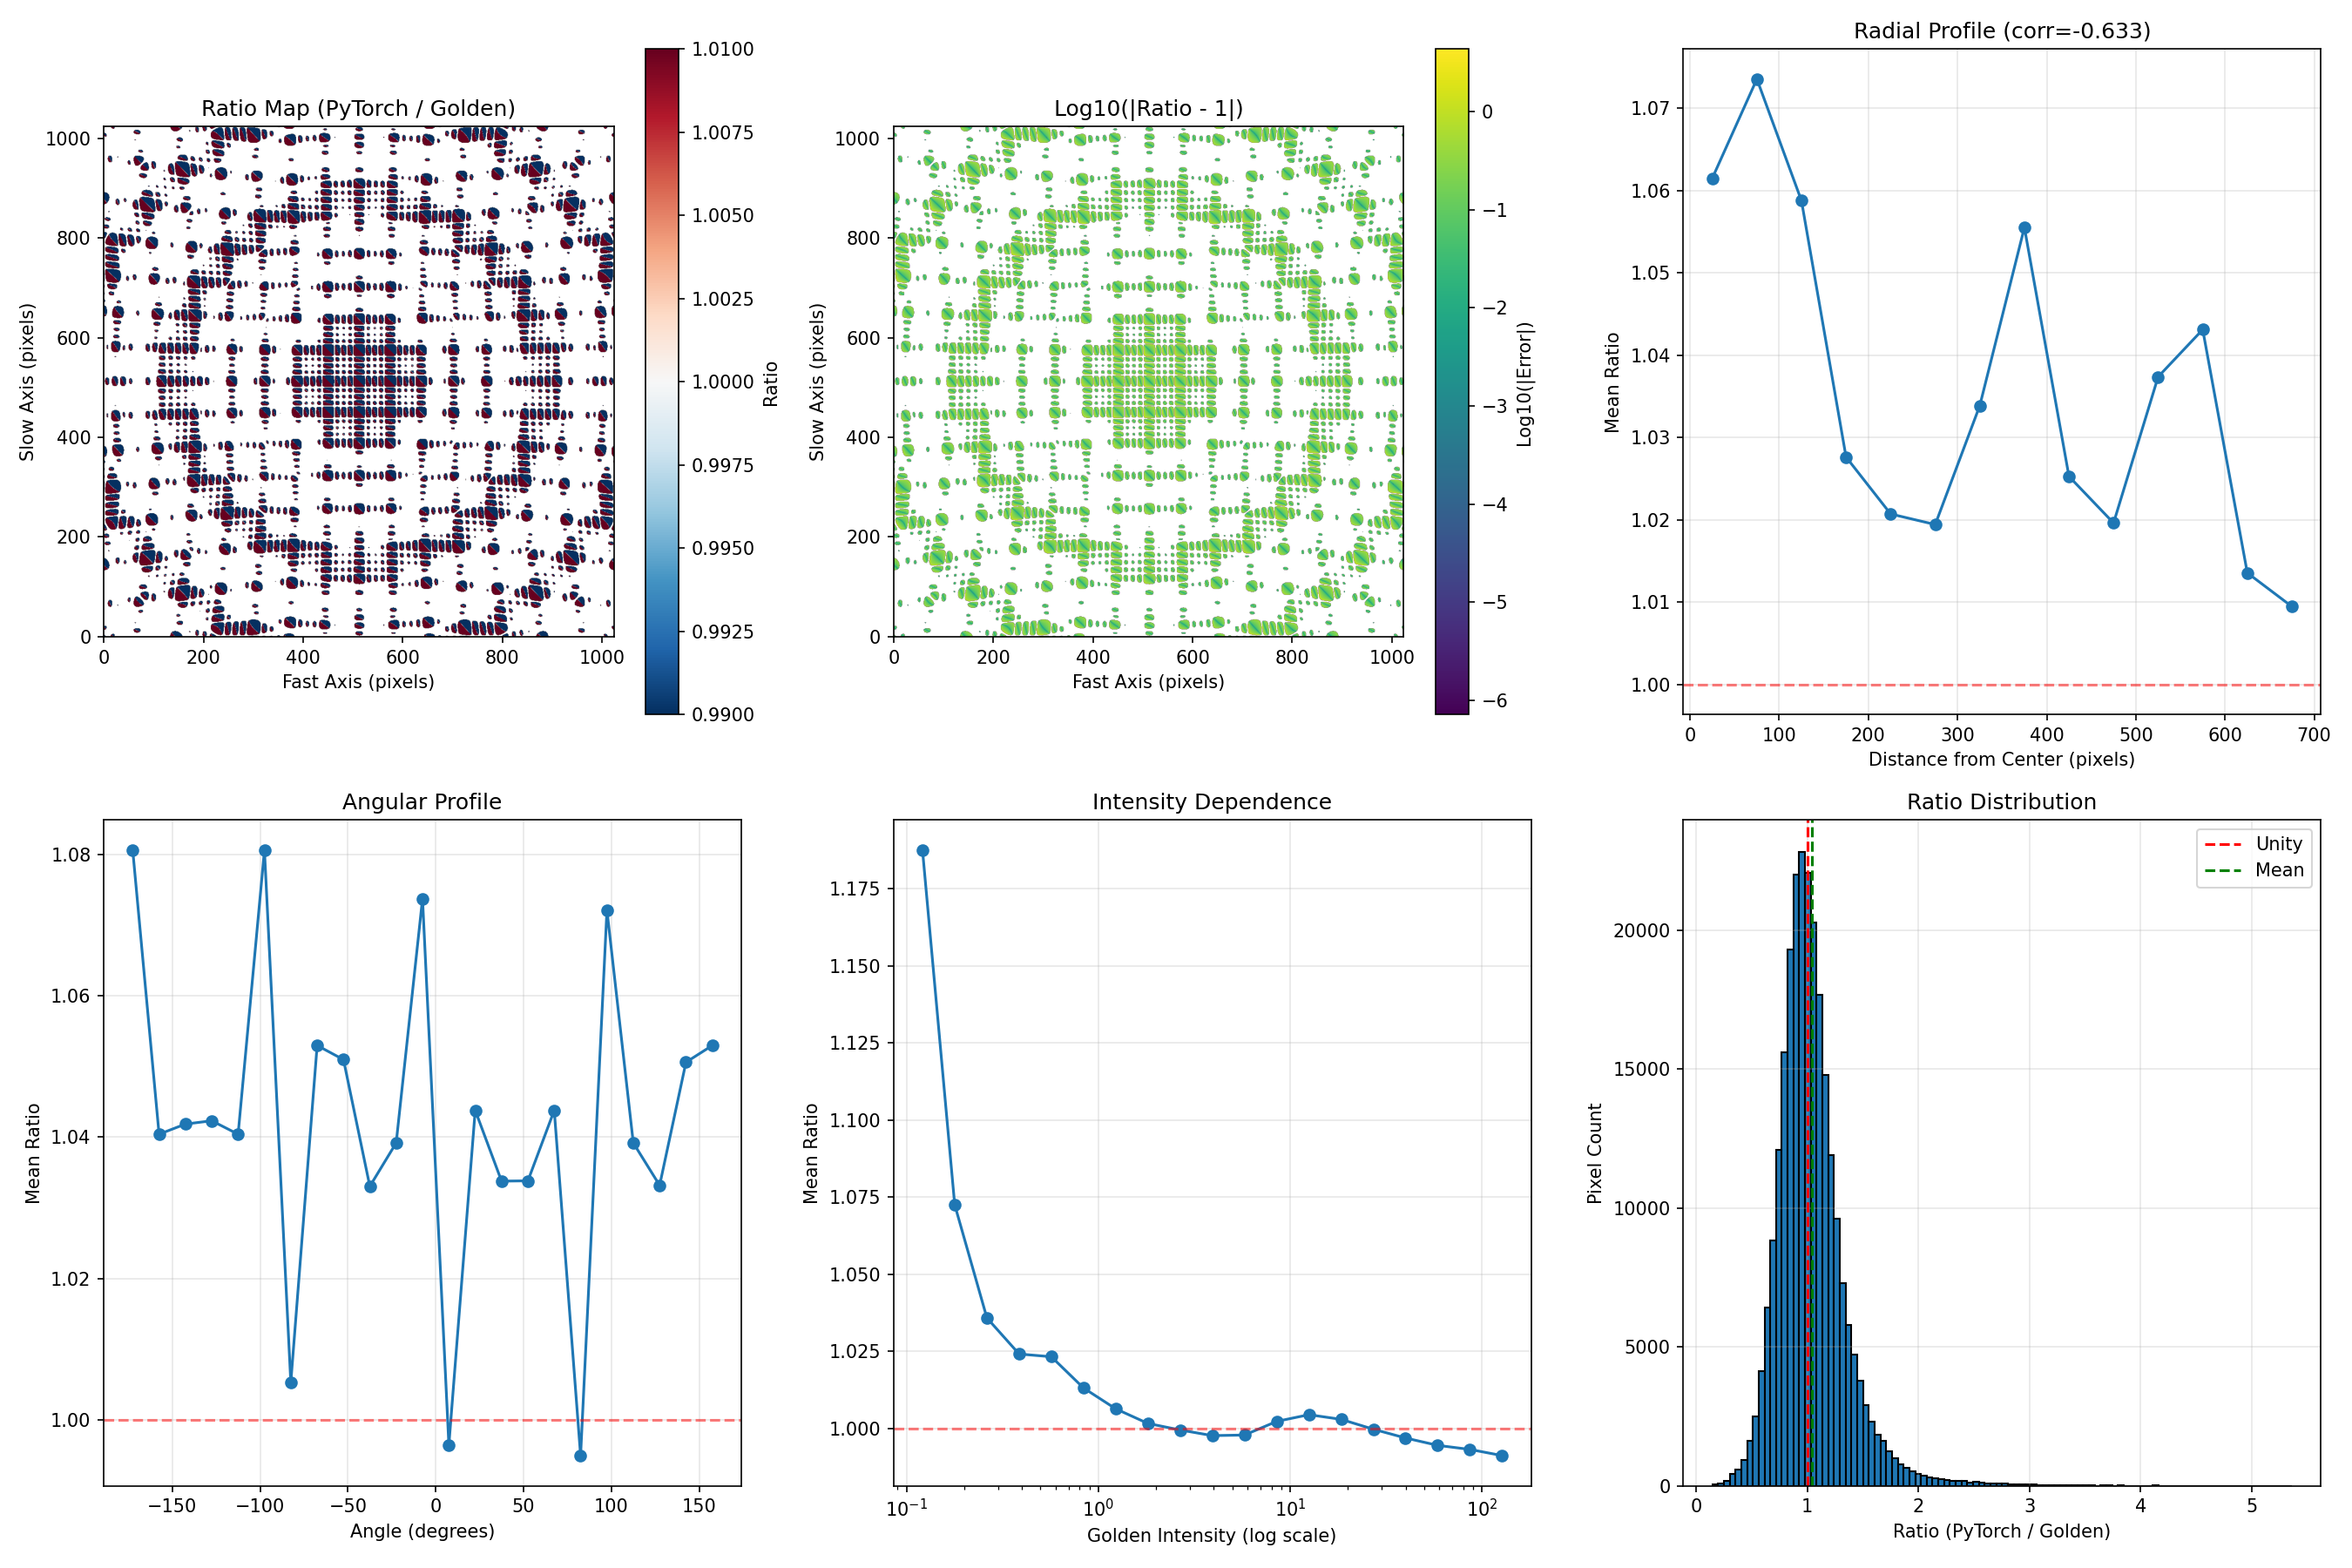 Ratio Map (PyTorch / Golden)
1000
800
600
400
200
0
0 200 400 600 800 1000
Slow Axis (pixels)
Fast Axis (pixels)
1.0100
1.0075
1.0050
1.0025
1.0000
0.9975
0.9950
0.9925
0.9900
Ratio
Log10(|Ratio - 1|)
1000
800
600
400
200
0
0 200 400 600 800 1000
Slow Axis (pixels)
Fast Axis (pixels)
0
−1
−2
−3
−4
−5
−6
Log10(|Error|)
Radial Profile (corr=-0.633)
1.07
1.06
1.05
1.04
1.03
1.02
1.01
1.00
0 100 200 300 400 500 600 700
Mean Ratio
Distance from Center (pixels)
Angular Profile
1.08
1.06
1.04
1.02
1.00
−150 −100 −50 0 50 100 150
Mean Ratio
Angle (degrees)
Intensity Dependence
1.175
1.150
1.125
1.100
1.075
1.050
1.025
1.000
10⁻¹ 10⁰ 10¹ 10²
Mean Ratio
Golden Intensity (log scale)
Ratio Distribution
Unity
Mean
20000
15000
10000
5000
0
0 1 2 3 4 5
Pixel Count
Ratio (PyTorch / Golden)